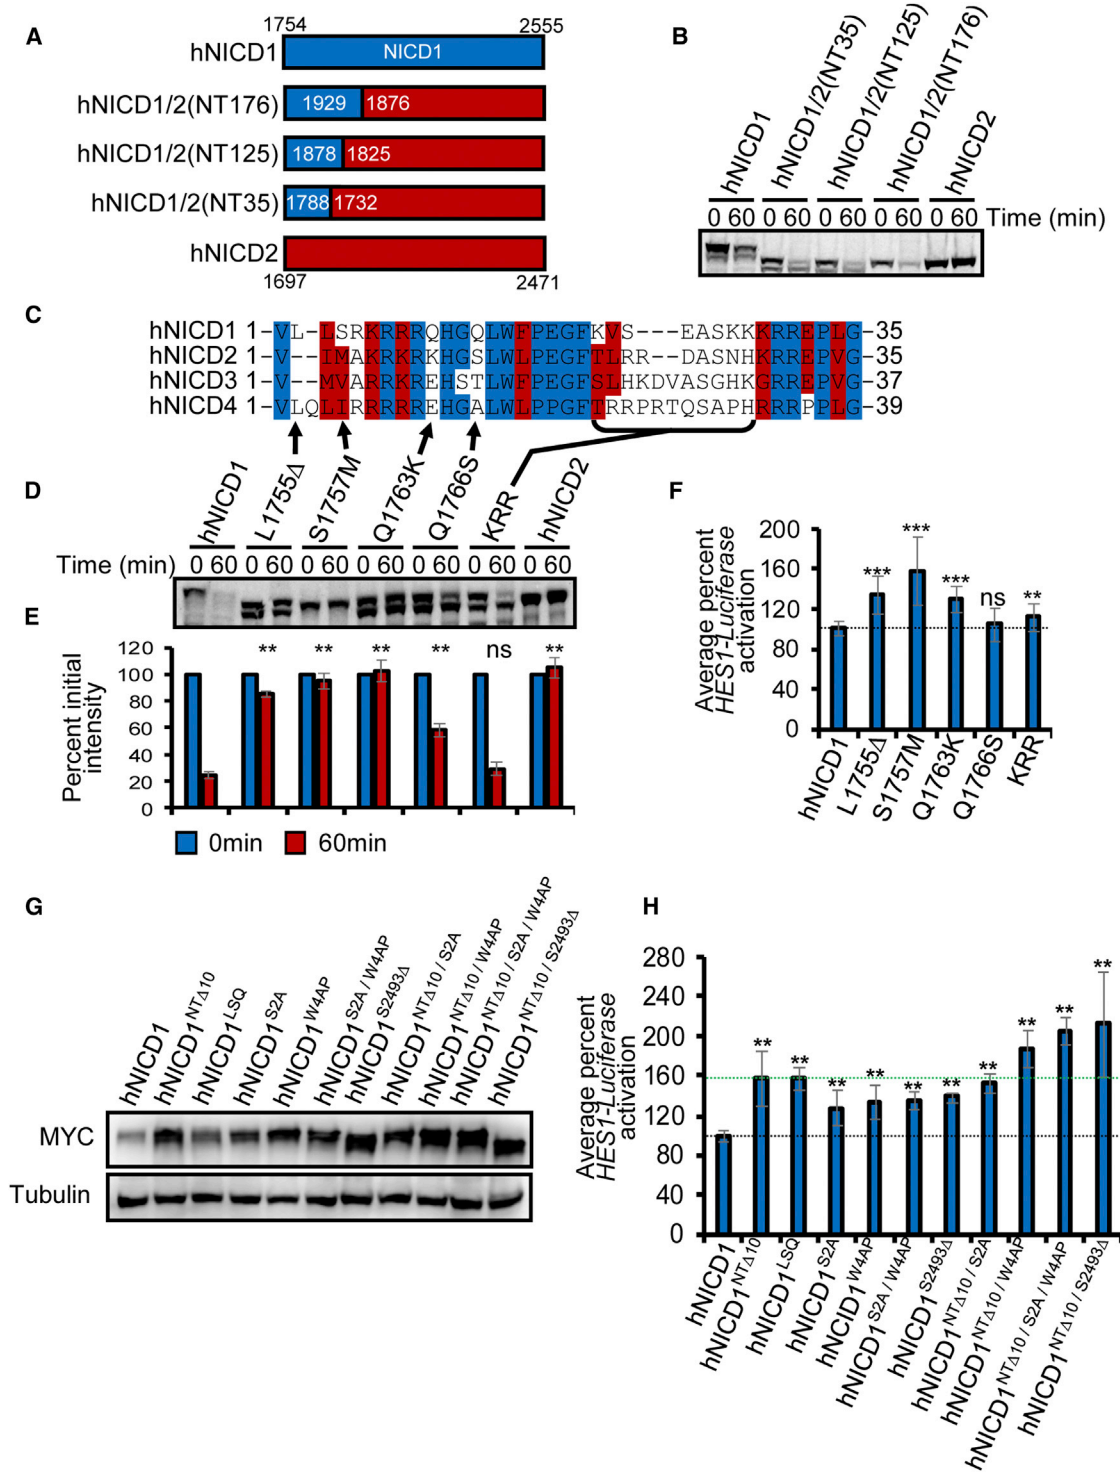 A
1754 2555
hNICD1 NICD1
hNICD1/2(NT176) 1929 1876
hNICD1/2(NT125) 1878 1825
hNICD1/2(NT35) 1788 1732
hNICD2
1697 2471
B
hNICD1 hNICD1/2(NT35) hNICD1/2(NT125) hNICD1/2(NT176) hNICD2
0 60 0 60 0 60 0 60 0 60 Time (min)
C
hNICD1 1-VL--LSRKRRRQHGQLWFPEGFKVS---EASKKKRREPLG-35
hNICD2 1-V--IMAKRKRKHGSLWLPEGFTLRR--DASNHKRREPVG-35
hNICD3 1-V--MVARRKREHSTLWFPEGFSLHKDVASGHKGRREPVG-37
hNICD4 1-VLQLIRRRRREHGALWLPPGFTRRPRTQSAPHRRRPPLG-39
D
hNICD1 L1755Δ S1757M Q1763K Q1766S KRR hNICD2
Time (min) 0 60 0 60 0 60 0 60 0 60 0 60 0 60
E
Percent initial
intensity
120
100
80
60
40
20
0
** ** ** ** ns **
0min 60min
F
Average percent
HES1-Luciferase
activation
200
160
120
80
40
0
*** *** *** ns **
hNICD1 L1755Δ S1757M Q1763K Q1766S KRR
G
hNICD1 hNICD1NTΔ10 hNICD1LSQ hNICD1S2A hNICD1W4AP hNICD1S2A / W4AP hNICD1S2493Δ hNICD1NTΔ10 / S2A hNICD1NTΔ10 / W4AP hNICD1NTΔ10 / S2A / W4AP hNICD1NTΔ10 / S2493Δ
MYC
Tubulin
H
Average percent
HES1-Luciferase
activation
280
240
200
160
120
80
40
0
** ** ** ** ** ** ** ** ** **
hNICD1 hNICD1NTΔ10 hNICD1LSQ hNICD1S2A hNCID1W4AP hNICD1S2A / W4AP hNICD1S2493Δ hNICD1NTΔ10 / S2A hNICD1NTΔ10 / W4AP hNICD1NTΔ10 / S2A / W4AP hNICD1NTΔ10 / S2493Δ